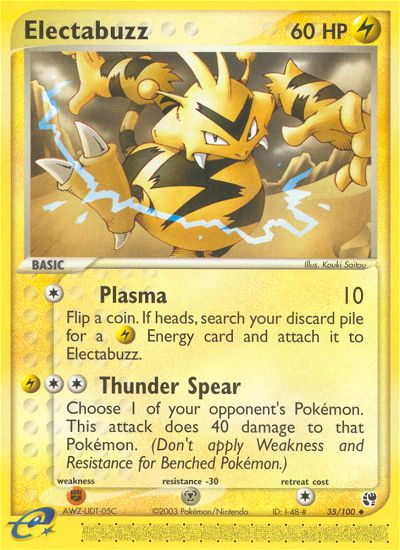 Electabuzz 60 HP
Illus. Kouki Saitou
BASIC
Plasma 10
Flip a coin. If heads, search your discard pile
for a Energy card and attach it to
Electabuzz.
Thunder Spear
Choose 1 of your opponent's Pokémon.
This attack does 40 damage to that
Pokémon. (Don't apply Weakness and
Resistance for Benched Pokémon.)
weakness resistance -30 retreat cost
AWZ-UDT-05C ©2003 Pokémon/Nintendo ID: I-48-# 35/100
e